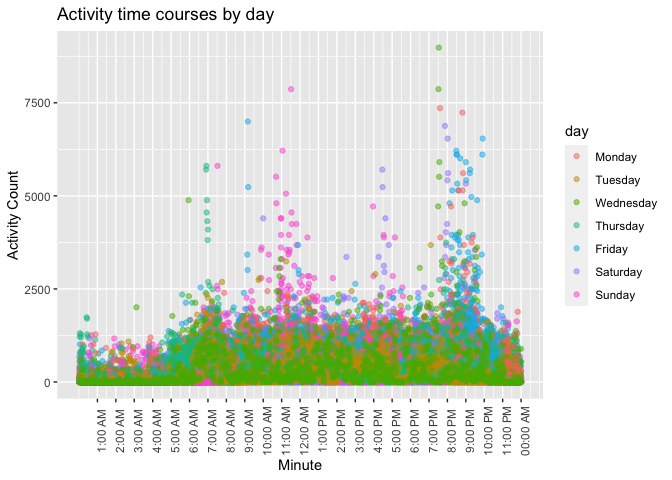 Activity time courses by day
Activity Count
7500
5000
2500
0
1:00 AM
2:00 AM
3:00 AM
4:00 AM
5:00 AM
6:00 AM
7:00 AM
8:00 AM
9:00 AM
10:00 AM
11:00 AM
12:00 AM
1:00 PM
2:00 PM
3:00 PM
4:00 PM
5:00 PM
6:00 PM
7:00 PM
8:00 PM
9:00 PM
10:00 PM
11:00 PM
00:00 AM
Minute
day
Monday
Tuesday
Wednesday
Thursday
Friday
Saturday
Sunday